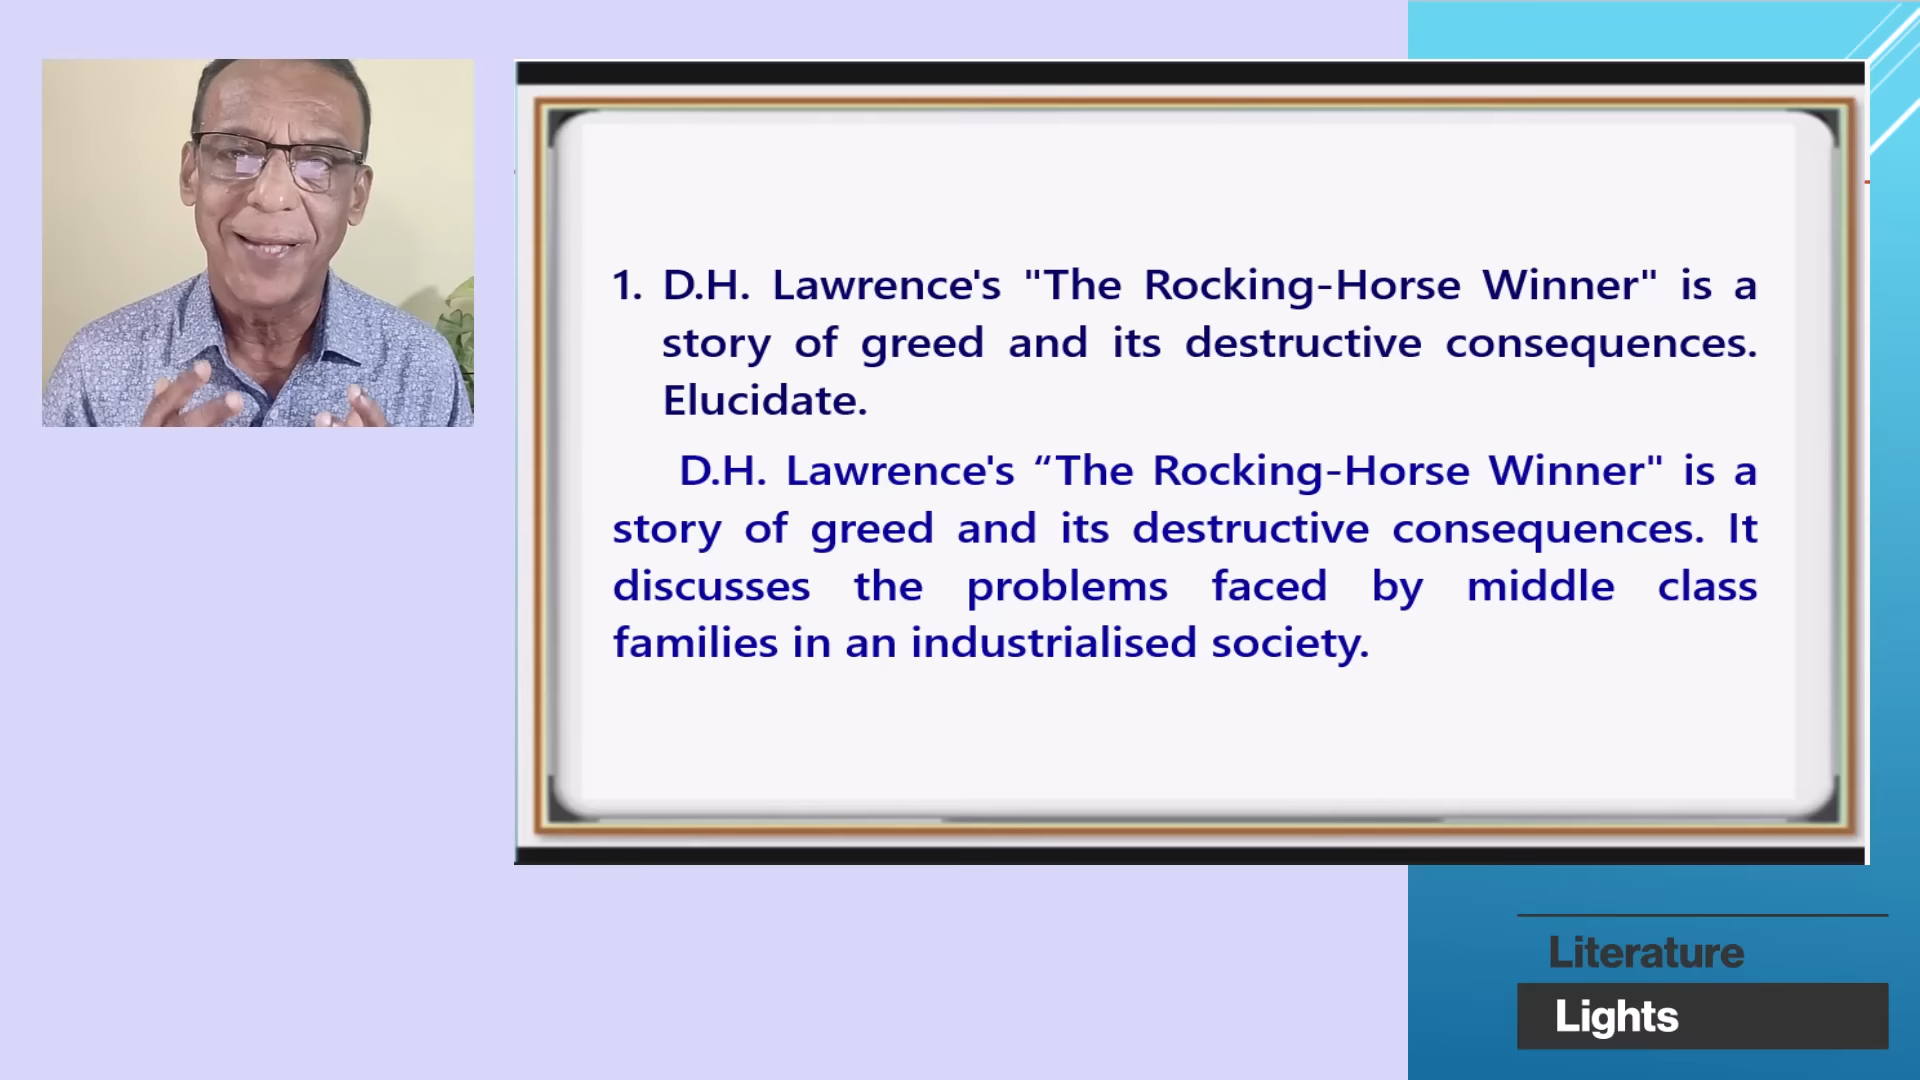 1. D.H. Lawrence's "The Rocking-Horse Winner" is a
story of greed and its destructive consequences.
Elucidate.
D.H. Lawrence's “The Rocking-Horse Winner" is a
story of greed and its destructive consequences. It
discusses the problems faced by middle class
families in an industrialised society.
Literature
Lights